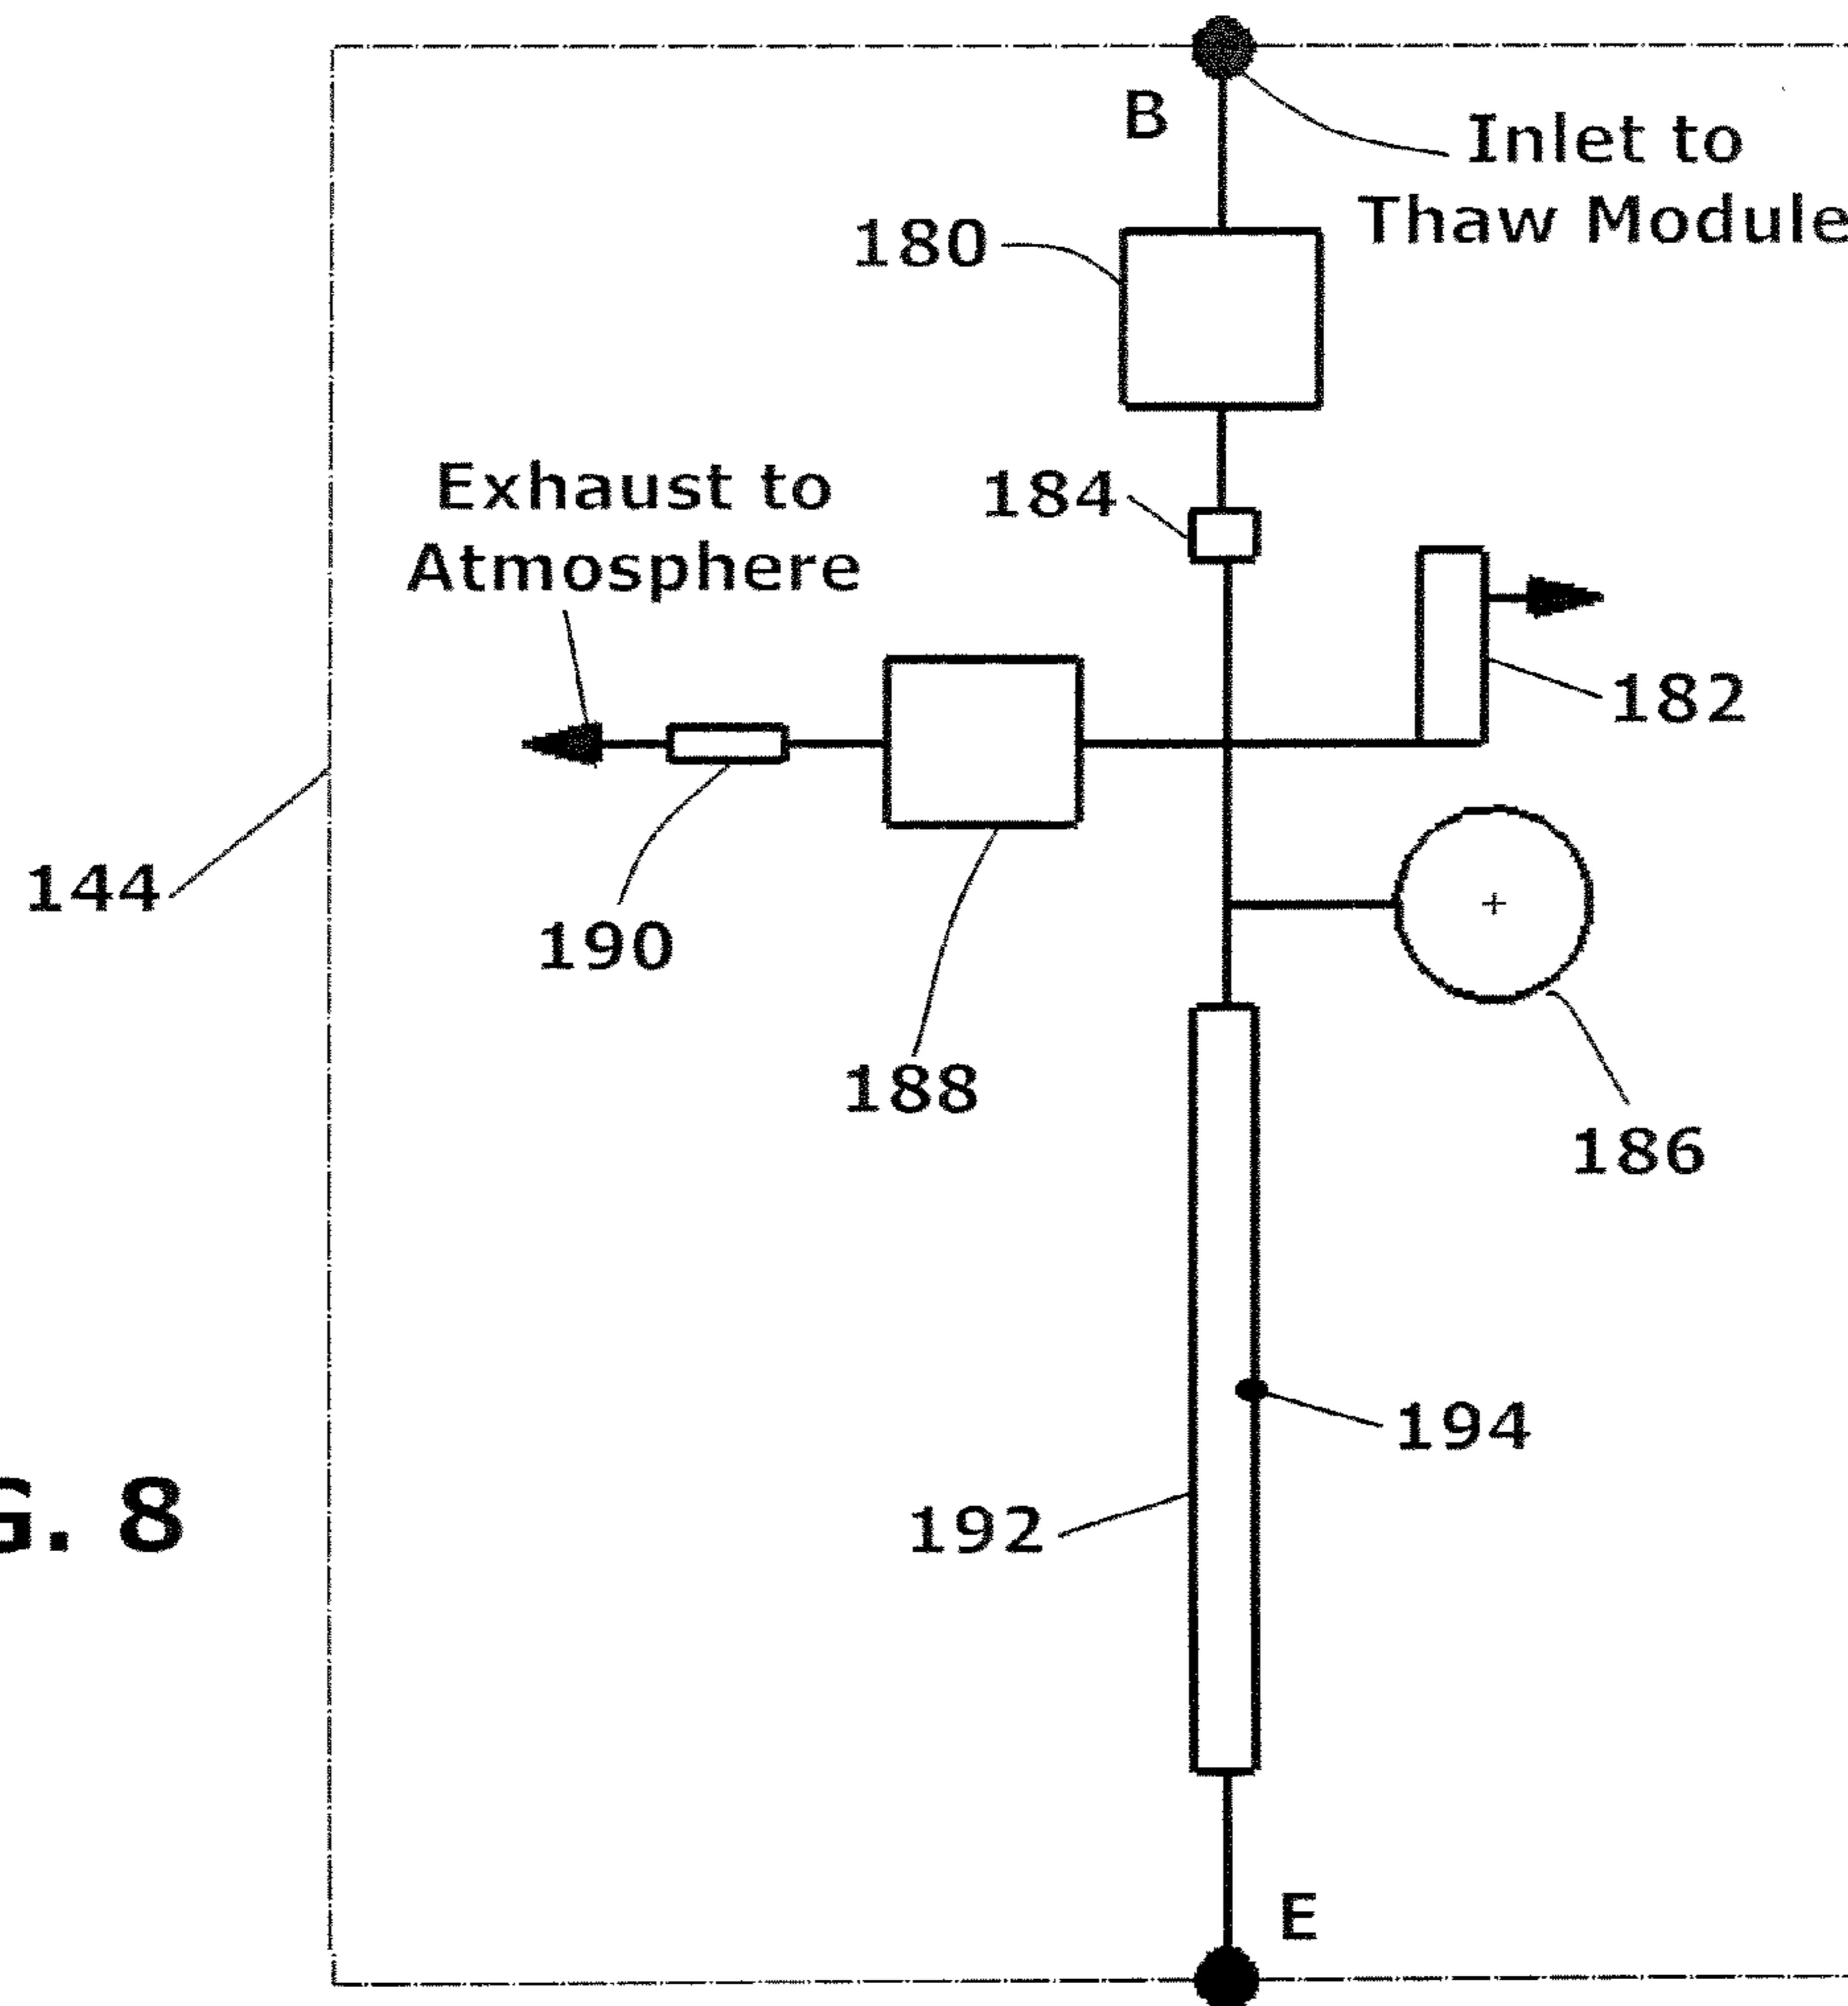 B
Inlet to
Thaw Module
180
Exhaust to
Atmosphere
184
182
144
190
188
186
194
G. 8
192
E